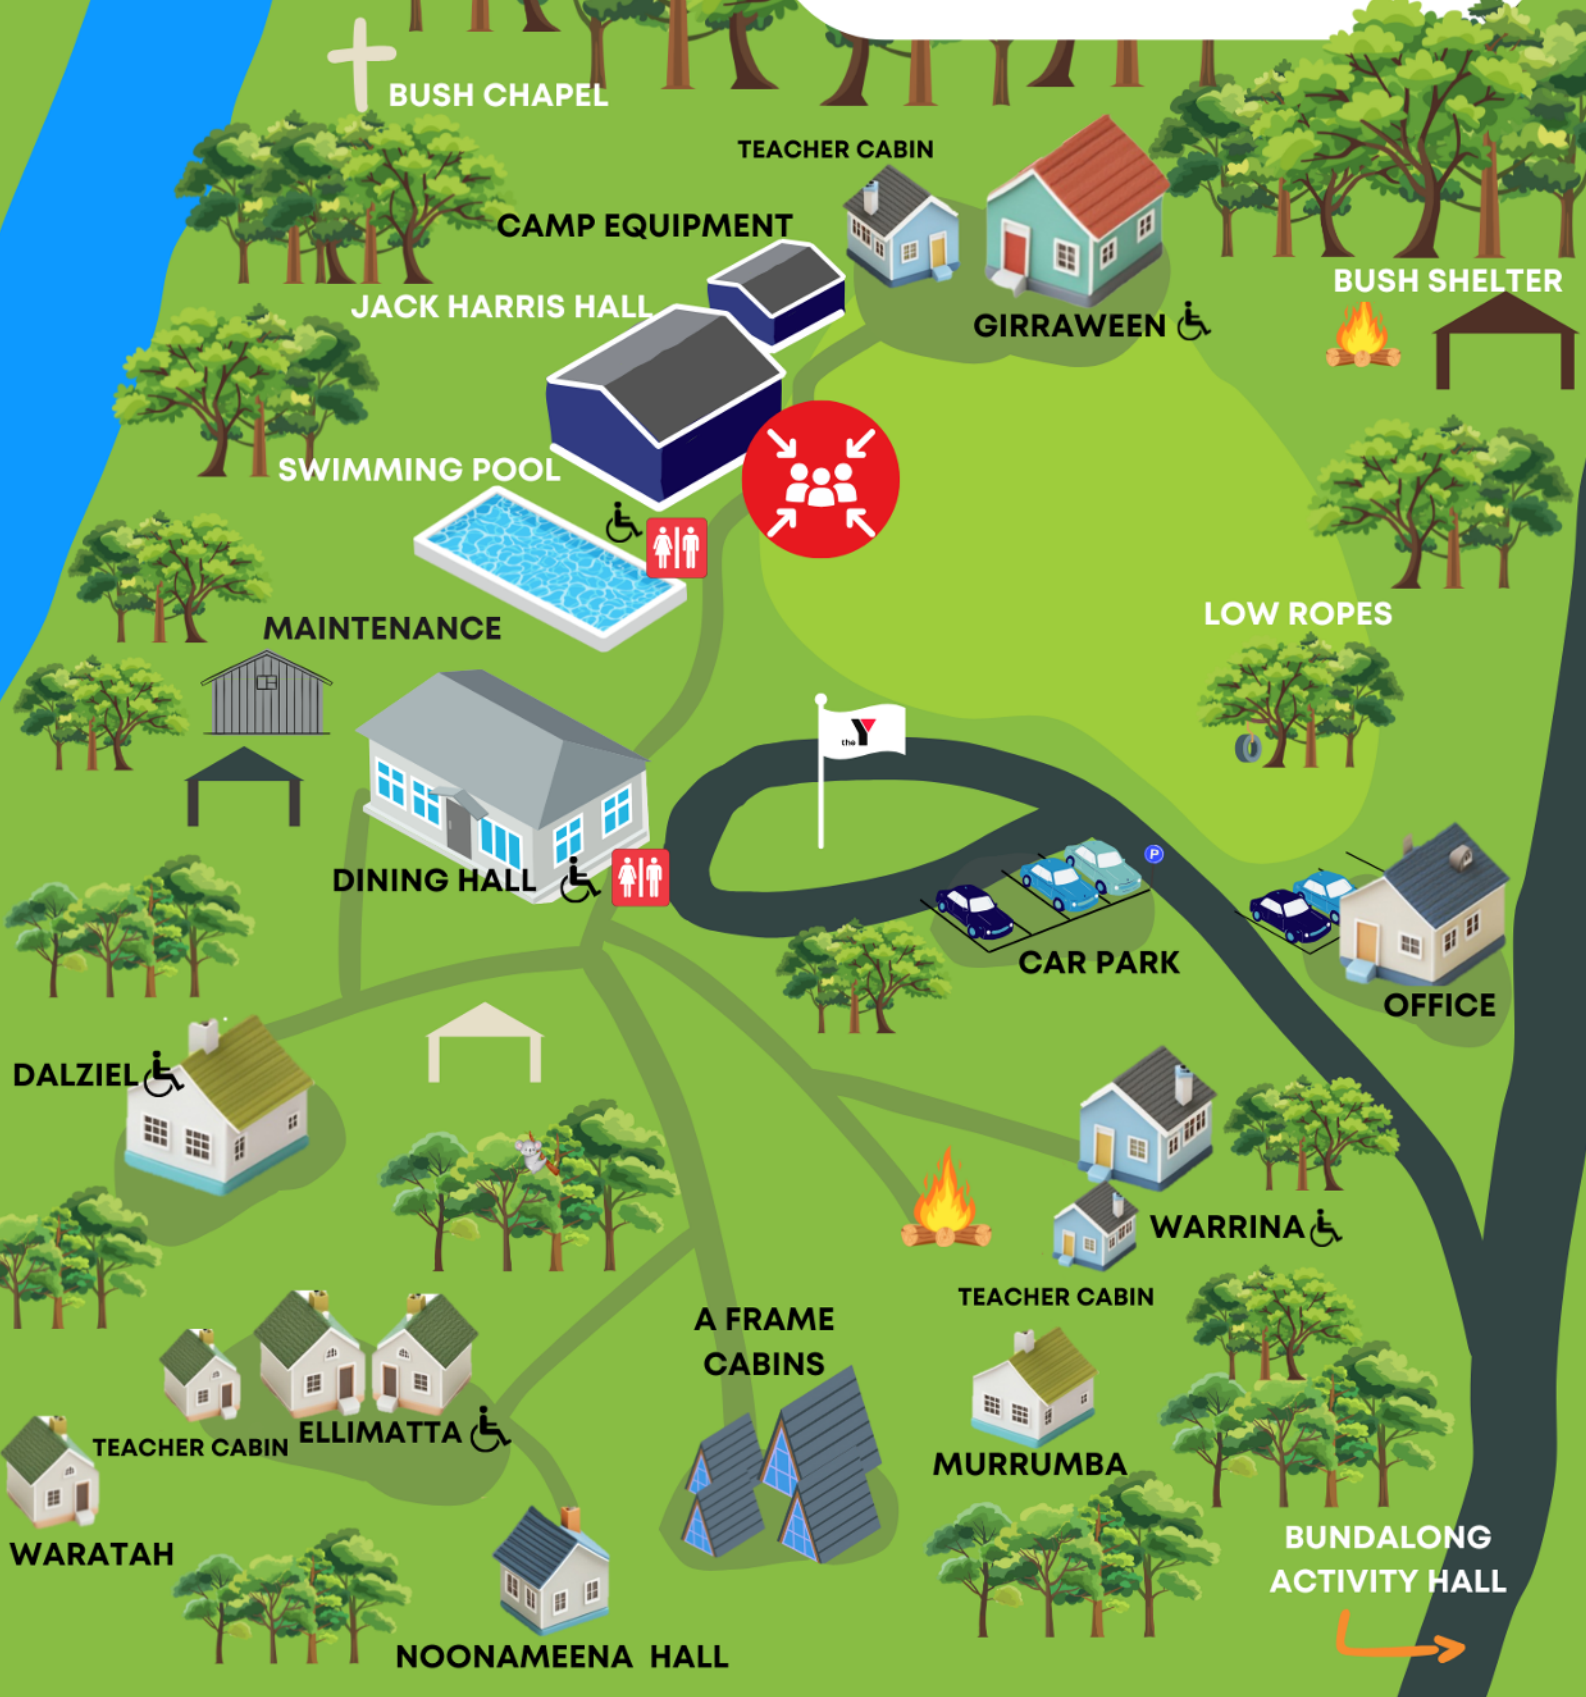 BUSH CHAPEL
TEACHER CABIN
CAMP EQUIPMENT
JACK HARRIS HALL
GIRRAWEEN
BUSH SHELTER
SWIMMING POOL
LOW ROPES
MAINTENANCE
the Y
DINING HALL
P
CAR PARK
OFFICE
DALZIEL
WARRINA
TEACHER CABIN
A FRAME
CABINS
ELLIMATTA
TEACHER CABIN
MURRUMBA
WARATAH
BUNDALONG
ACTIVITY HALL
NOONAMEENA HALL